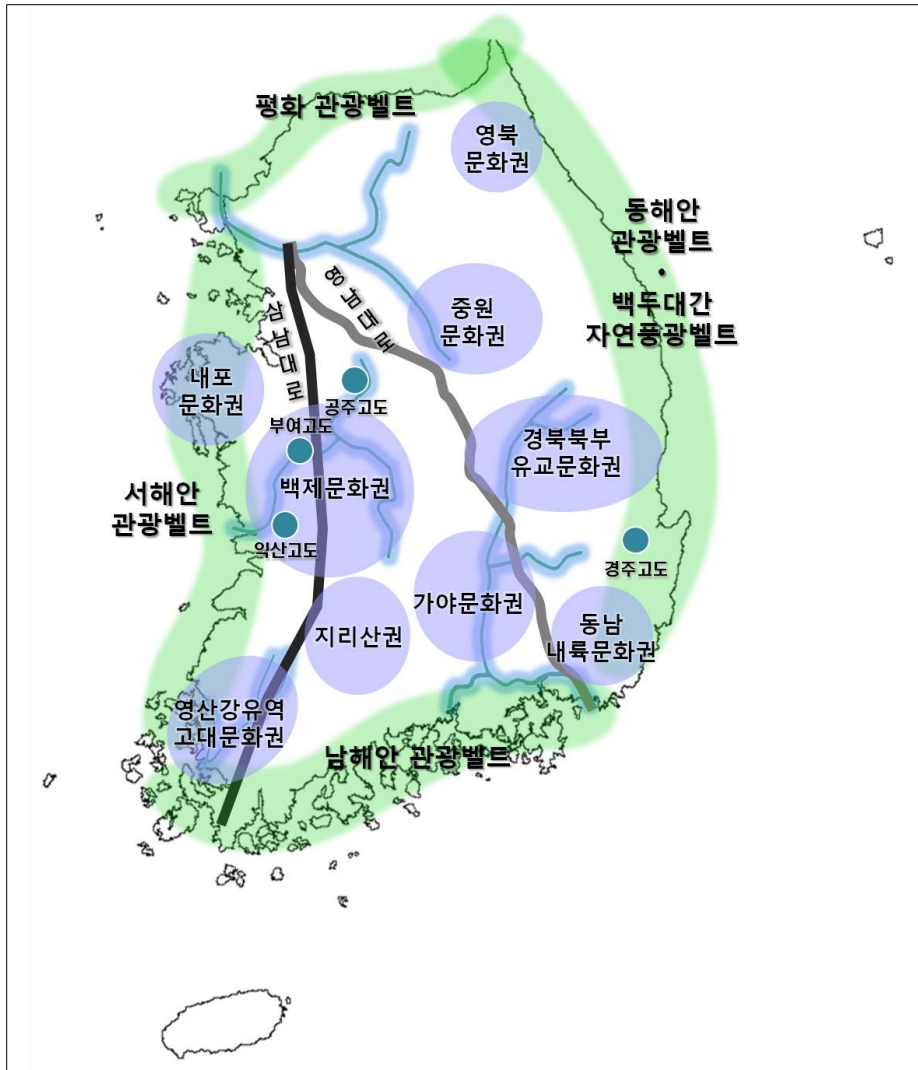 평화 관광벨트
영북
문화권
동해안
관광벨트
•
백두대간
자연풍광벨트
영남대로
삼남대로
중원
문화권
내포
문화권
공주고도
부여고도
경북북부
유교문화권
백제문화권
서해안
관광벨트
익산고도
경주고도
가야문화권
지리산권
동남
내륙문화권
영산강유역
고대문화권
남해안 관광벨트